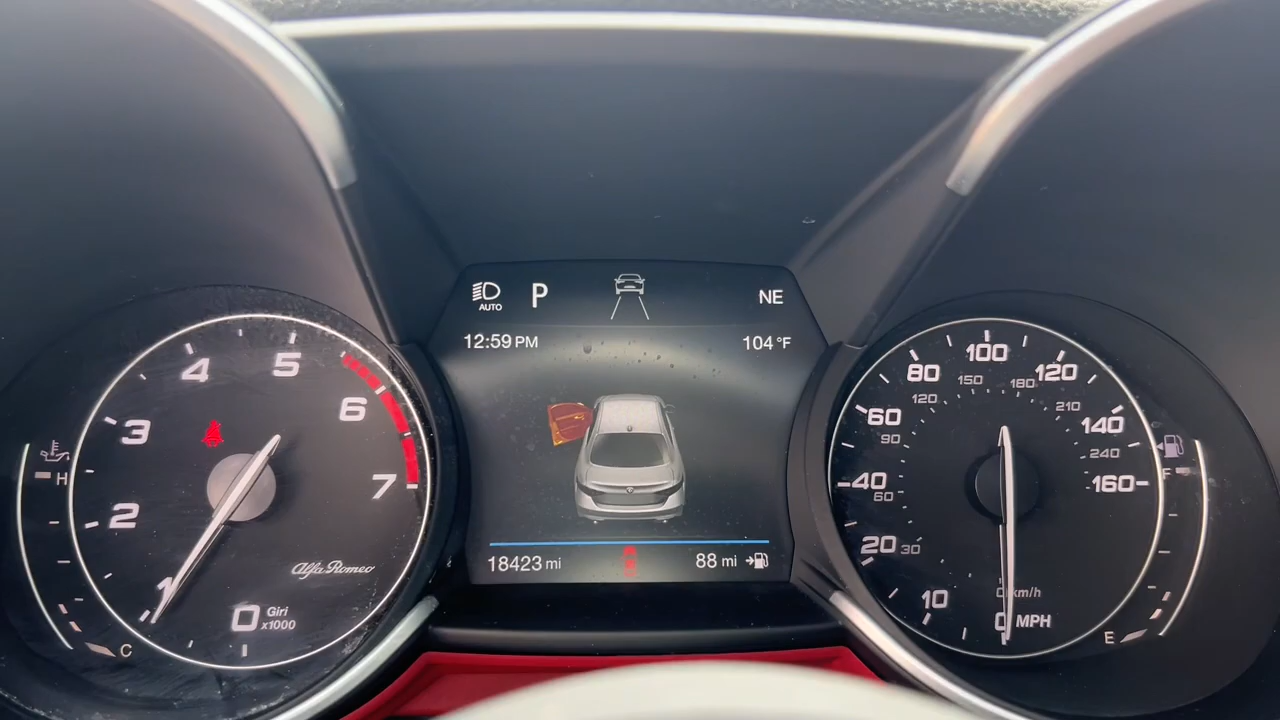 AUTO P NE
12:59 PM 104 °F
18423 mi 88 mi
1
2
3
4
5
6
7
Alfa Romeo
0 Giri
x1000
H
C
0 km/h
0 MPH
10
20 30
40 60
60 90
80 120
100 150
120 180
140 210
160 240
F
E